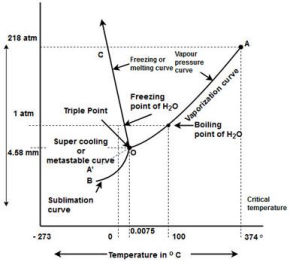 218 atm
A
C
Freezing or
melting curve
Vapour
pressure
curve
Vaporization curve
Freezing
point of H₂O
Triple Point
1 atm
Boiling
point of H₂O
Super cooling
or
metastable curve
4.58 mm
O
A'
B
Sublimation
curve
Critical
temperature
0.0075
- 273
0
100
374 o
Temperature in ° C